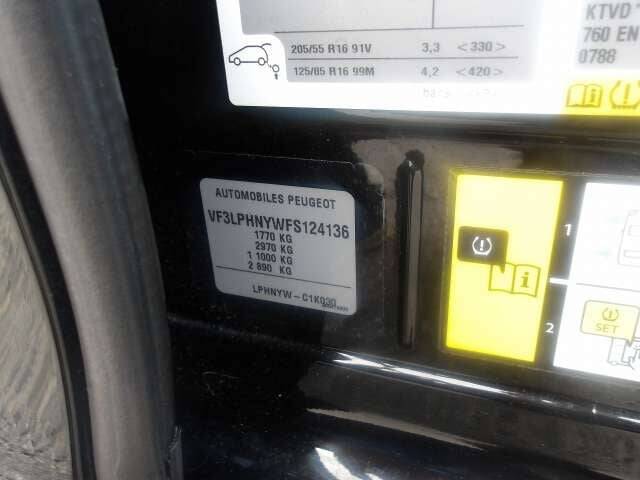 KTVD
760 EN
0788
205/55 R16 91V 3,3 <330>
125/85 R16 99M 4,2 <420>
AUTOMOBILES PEUGEOT
VF3LPHNYWFS124136
1770 KG
2970 KG
1 1000 KG
2 890 KG
LPHNYW - C1K030
1
2
SET